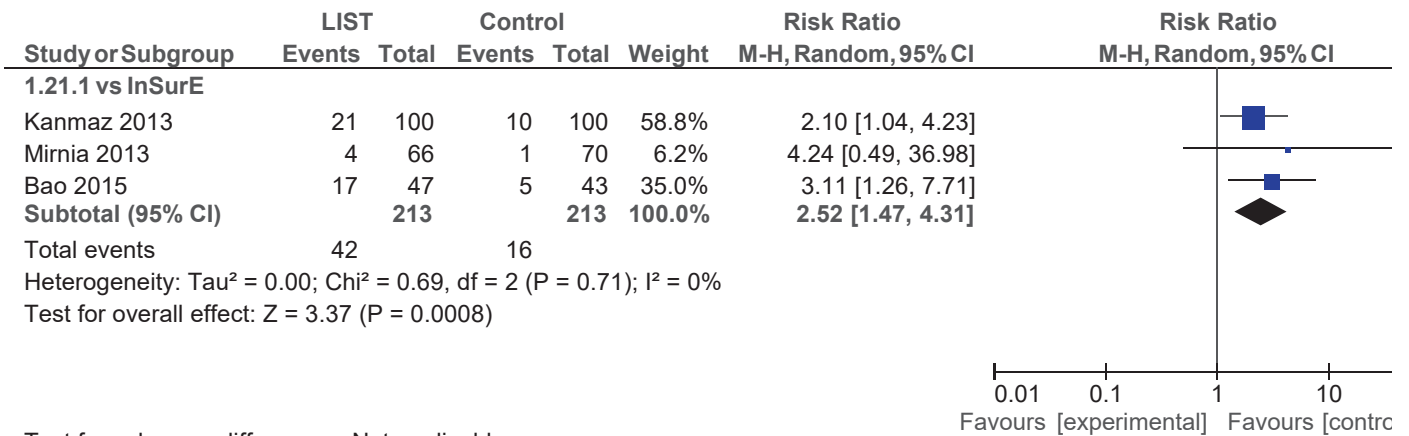 LIST Control Risk Ratio Risk Ratio
Study or Subgroup Events Total Events Total Weight M-H, Random, 95% CI M-H, Random, 95% CI
1.21.1 vs InSurE
Kanmaz 2013 21 100 10 100 58.8% 2.10 [1.04, 4.23]
Mirnia 2013 4 66 1 70 6.2% 4.24 [0.49, 36.98]
Bao 2015 17 47 5 43 35.0% 3.11 [1.26, 7.71]
Subtotal (95% CI) 213 213 100.0% 2.52 [1.47, 4.31]
Total events 42 16
Heterogeneity: Tau² = 0.00; Chi² = 0.69, df = 2 (P = 0.71); I² = 0%
Test for overall effect: Z = 3.37 (P = 0.0008)
0.01 0.1 1 10
Favours [experimental] Favours [contro